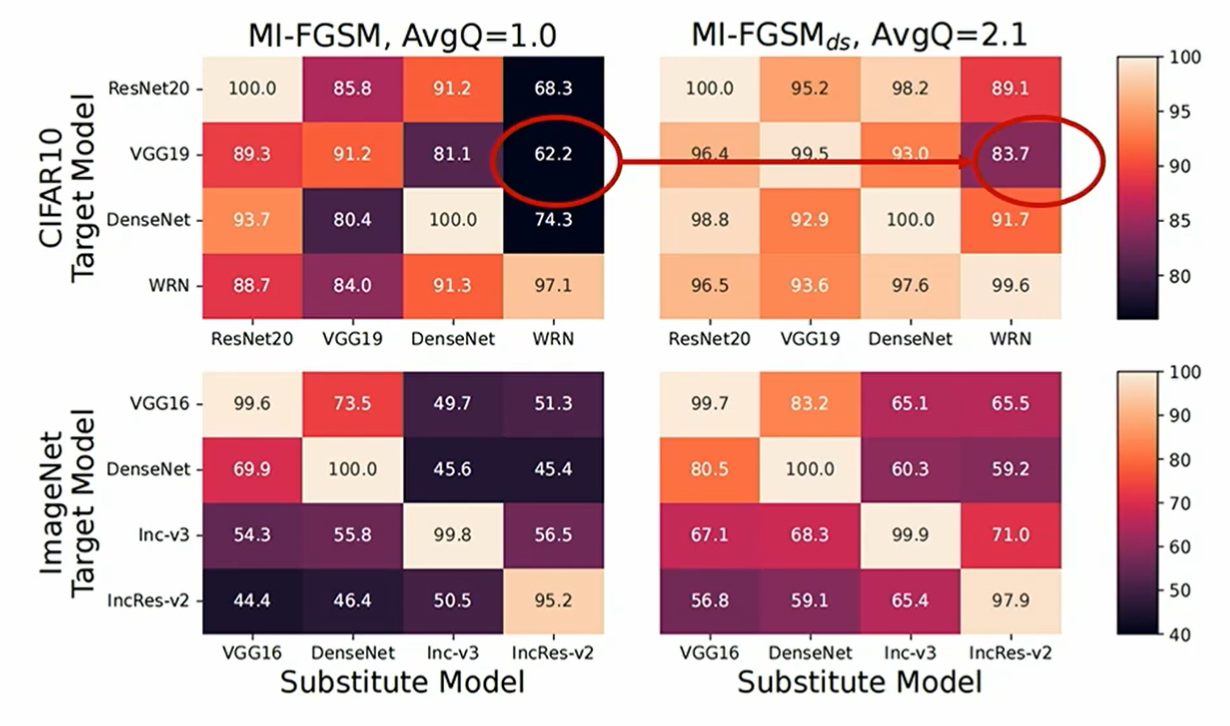 MI-FGSM, AvgQ=1.0
MI-FGSM_ds, AvgQ=2.1
CIFAR10
Target Model
ResNet20 100.0 85.8 91.2 68.3
VGG19 89.3 91.2 81.1 62.2
DenseNet 93.7 80.4 100.0 74.3
WRN 88.7 84.0 91.3 97.1
ResNet20 VGG19 DenseNet WRN
100.0 95.2 98.2 89.1
96.4 99.5 93.0 83.7
98.8 92.9 100.0 91.7
96.5 93.6 97.6 99.6
ResNet20 VGG19 DenseNet WRN
100
95
90
85
80
ImageNet
Target Model
VGG16 99.6 73.5 49.7 51.3
DenseNet 69.9 100.0 45.6 45.4
Inc-v3 54.3 55.8 99.8 56.5
IncRes-v2 44.4 46.4 50.5 95.2
VGG16 DenseNet Inc-v3 IncRes-v2
Substitute Model
99.7 83.2 65.1 65.5
80.5 100.0 60.3 59.2
67.1 68.3 99.9 71.0
56.8 59.1 65.4 97.9
VGG16 DenseNet Inc-v3 IncRes-v2
Substitute Model
100
90
80
70
60
50
40